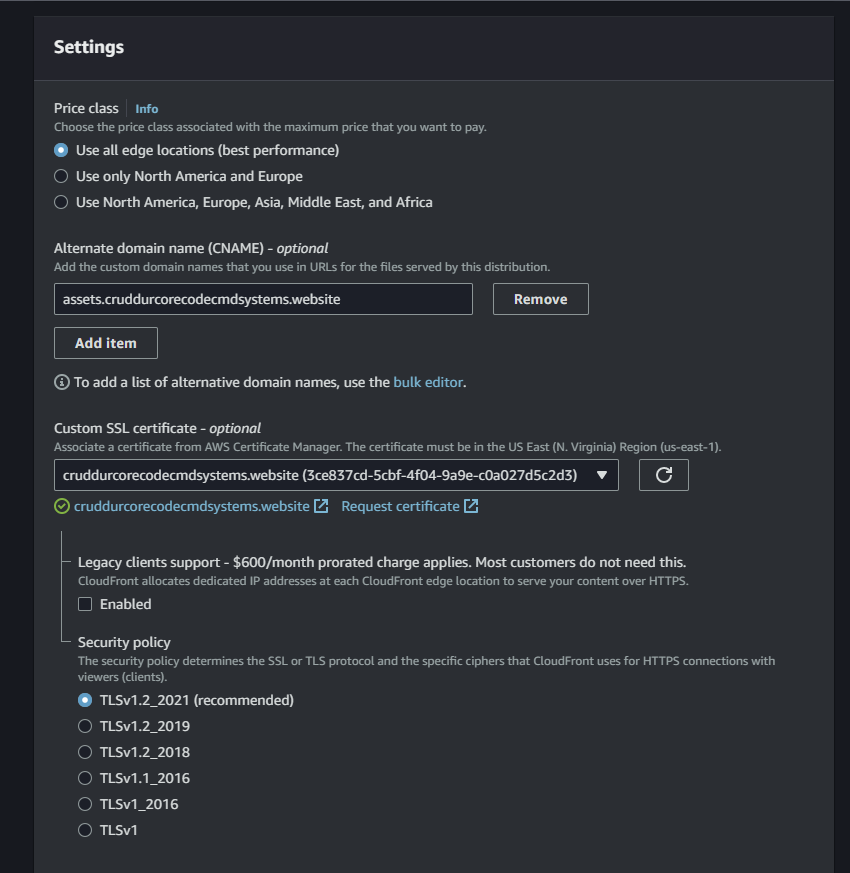 Settings
Price class Info
Choose the price class associated with the maximum price that you want to pay.
Use all edge locations (best performance)
Use only North America and Europe
Use North America, Europe, Asia, Middle East, and Africa
Alternate domain name (CNAME) - optional
Add the custom domain names that you use in URLs for the files served by this distribution.
assets.cruddurcorecodecmdsystems.website Remove
Add item
To add a list of alternative domain names, use the bulk editor.
Custom SSL certificate - optional
Associate a certificate from AWS Certificate Manager. The certificate must be in the US East (N. Virginia) Region (us-east-1).
cruddurcorecodecmdsystems.website (3ce837cd-5cbf-4f04-9a9e-c0a027d5c2d3)
cruddurcorecodecmdsystems.website Request certificate
Legacy clients support - $600/month prorated charge applies. Most customers do not need this.
CloudFront allocates dedicated IP addresses at each CloudFront edge location to serve your content over HTTPS.
Enabled
Security policy
The security policy determines the SSL or TLS protocol and the specific ciphers that CloudFront uses for HTTPS connections with
viewers (clients).
TLSv1.2_2021 (recommended)
TLSv1.2_2019
TLSv1.2_2018
TLSv1.1_2016
TLSv1_2016
TLSv1